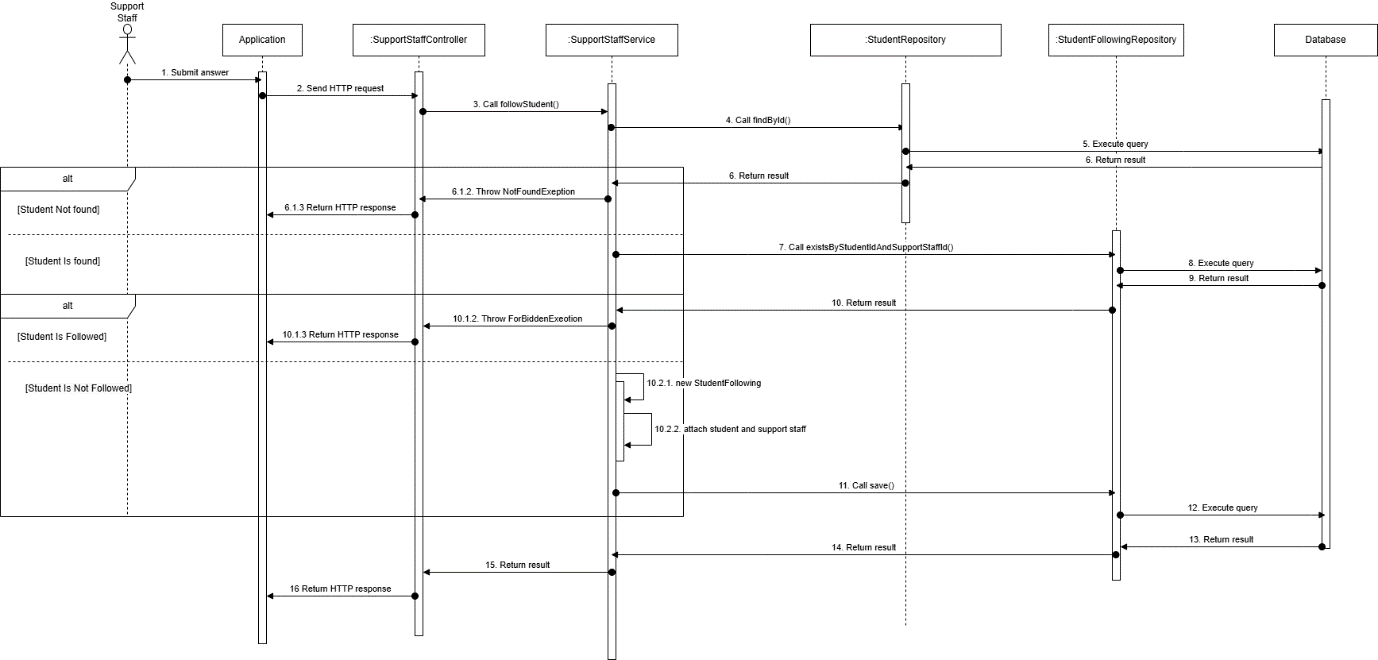 Support
Staff
Application
:SupportStaffController
:SupportStaffService
:StudentRepository
:StudentFollowingRepository
Database
1. Submit answer
2. Send HTTP request
3. Call followStudent()
4. Call findById()
5. Execute query
6. Return result
alt
6. Return result
6.1.2. Throw NotFoundExeption
[Student Not found]
6.1.3 Return HTTP response
7. Call existsByStudentIdAndSupportStaffId()
[Student Is found]
8. Execute query
9. Return result
alt
10. Return result
10.1.2. Throw ForBiddenExeotion
[Student Is Followed]
10.1.3 Return HTTP response
10.2.1. new StudentFollowing
[Student Is Not Followed]
10.2.2. attach student and support staff
11. Call save()
12. Execute query
13. Return result
14. Return result
15. Return result
16 Return HTTP response